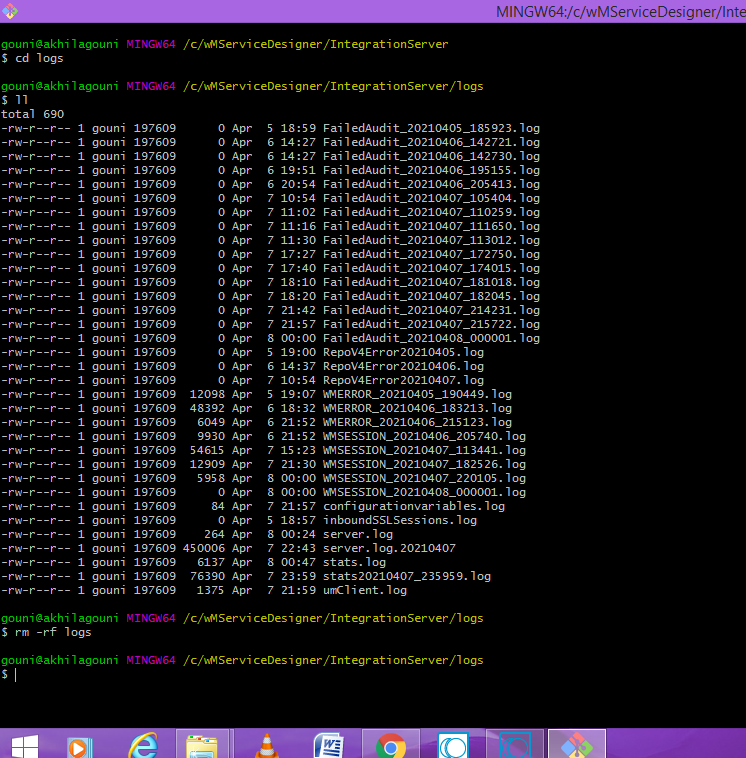 MINGW64:/c/wMServiceDesigner/Inte
gouni@akhilagouni MINGW64 /c/wMServiceDesigner/IntegrationServer
$ cd logs
gouni@akhilagouni MINGW64 /c/wMServiceDesigner/IntegrationServer/logs
$ ll
total 690
-rw-r--r-- 1 gouni 197609      0 Apr  5 18:59 FailedAudit_20210405_185923.log
-rw-r--r-- 1 gouni 197609      0 Apr  6 14:27 FailedAudit_20210406_142721.log
-rw-r--r-- 1 gouni 197609      0 Apr  6 14:27 FailedAudit_20210406_142730.log
-rw-r--r-- 1 gouni 197609      0 Apr  6 19:51 FailedAudit_20210406_195155.log
-rw-r--r-- 1 gouni 197609      0 Apr  6 20:54 FailedAudit_20210406_205413.log
-rw-r--r-- 1 gouni 197609      0 Apr  7 10:54 FailedAudit_20210407_105404.log
-rw-r--r-- 1 gouni 197609      0 Apr  7 11:02 FailedAudit_20210407_110259.log
-rw-r--r-- 1 gouni 197609      0 Apr  7 11:16 FailedAudit_20210407_111650.log
-rw-r--r-- 1 gouni 197609      0 Apr  7 11:30 FailedAudit_20210407_113012.log
-rw-r--r-- 1 gouni 197609      0 Apr  7 17:27 FailedAudit_20210407_172750.log
-rw-r--r-- 1 gouni 197609      0 Apr  7 17:40 FailedAudit_20210407_174015.log
-rw-r--r-- 1 gouni 197609      0 Apr  7 18:10 FailedAudit_20210407_181018.log
-rw-r--r-- 1 gouni 197609      0 Apr  7 18:20 FailedAudit_20210407_182045.log
-rw-r--r-- 1 gouni 197609      0 Apr  7 21:42 FailedAudit_20210407_214231.log
-rw-r--r-- 1 gouni 197609      0 Apr  7 21:57 FailedAudit_20210407_215722.log
-rw-r--r-- 1 gouni 197609      0 Apr  8 00:00 FailedAudit_20210408_000001.log
-rw-r--r-- 1 gouni 197609      0 Apr  5 19:00 RepoV4Error20210405.log
-rw-r--r-- 1 gouni 197609      0 Apr  6 14:37 RepoV4Error20210406.log
-rw-r--r-- 1 gouni 197609      0 Apr  7 10:54 RepoV4Error20210407.log
-rw-r--r-- 1 gouni 197609  12098 Apr  5 19:07 WMERROR_20210405_190449.log
-rw-r--r-- 1 gouni 197609  48392 Apr  6 18:32 WMERROR_20210406_183213.log
-rw-r--r-- 1 gouni 197609   6049 Apr  6 21:52 WMERROR_20210406_215123.log
-rw-r--r-- 1 gouni 197609   9930 Apr  6 21:52 WMSESSION_20210406_205740.log
-rw-r--r-- 1 gouni 197609  54615 Apr  7 15:23 WMSESSION_20210407_113441.log
-rw-r--r-- 1 gouni 197609  12909 Apr  7 21:30 WMSESSION_20210407_182526.log
-rw-r--r-- 1 gouni 197609   5958 Apr  8 00:00 WMSESSION_20210407_220105.log
-rw-r--r-- 1 gouni 197609      0 Apr  8 00:00 WMSESSION_20210408_000001.log
-rw-r--r-- 1 gouni 197609     84 Apr  7 21:57 configurationvariables.log
-rw-r--r-- 1 gouni 197609      0 Apr  5 18:57 inboundSSLSessions.log
-rw-r--r-- 1 gouni 197609    264 Apr  8 00:24 server.log
-rw-r--r-- 1 gouni 197609 450006 Apr  7 22:43 server.log.20210407
-rw-r--r-- 1 gouni 197609   6137 Apr  8 00:47 stats.log
-rw-r--r-- 1 gouni 197609  76390 Apr  7 23:59 stats20210407_235959.log
-rw-r--r-- 1 gouni 197609   1375 Apr  7 21:59 umClient.log
gouni@akhilagouni MINGW64 /c/wMServiceDesigner/IntegrationServer/logs
$ rm -rf logs
gouni@akhilagouni MINGW64 /c/wMServiceDesigner/IntegrationServer/logs
$